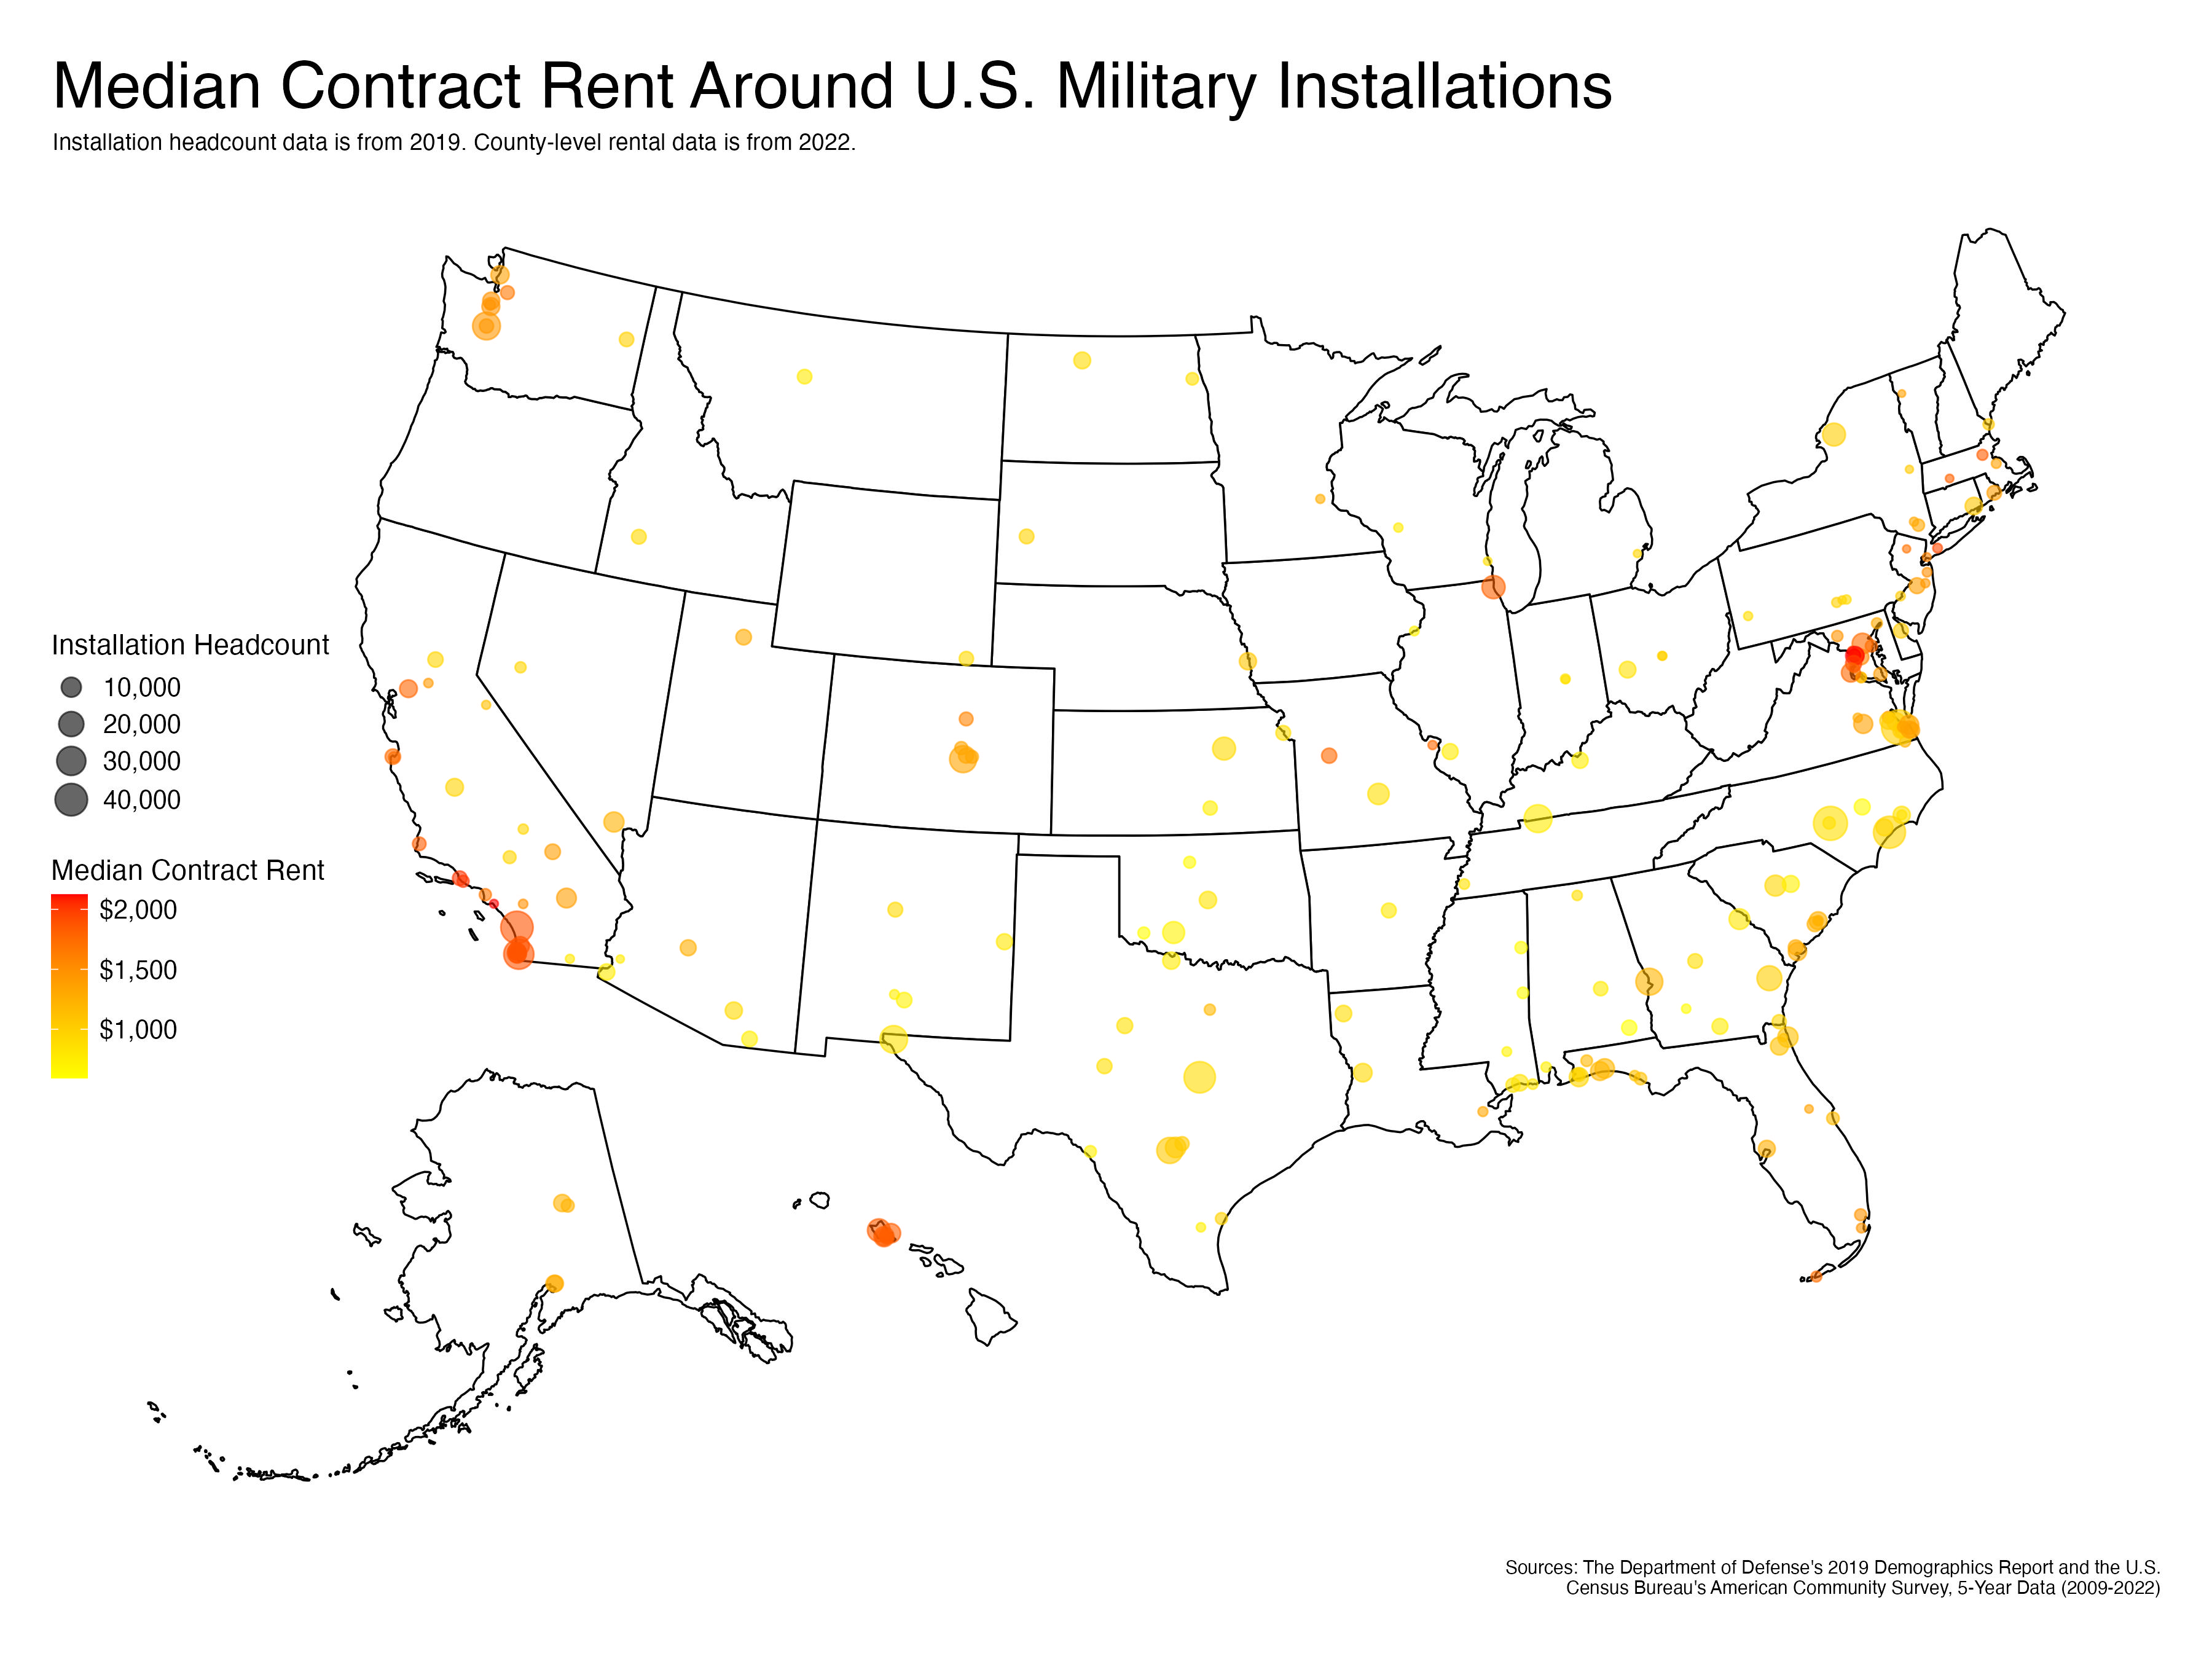 Median Contract Rent Around U.S. Military Installations
Installation headcount data is from 2019. County-level rental data is from 2022.
Installation Headcount
10,000
20,000
30,000
40,000
Median Contract Rent
$2,000
$1,500
$1,000
Sources: The Department of Defense's 2019 Demographics Report and the U.S.
Census Bureau's American Community Survey, 5-Year Data (2009-2022)